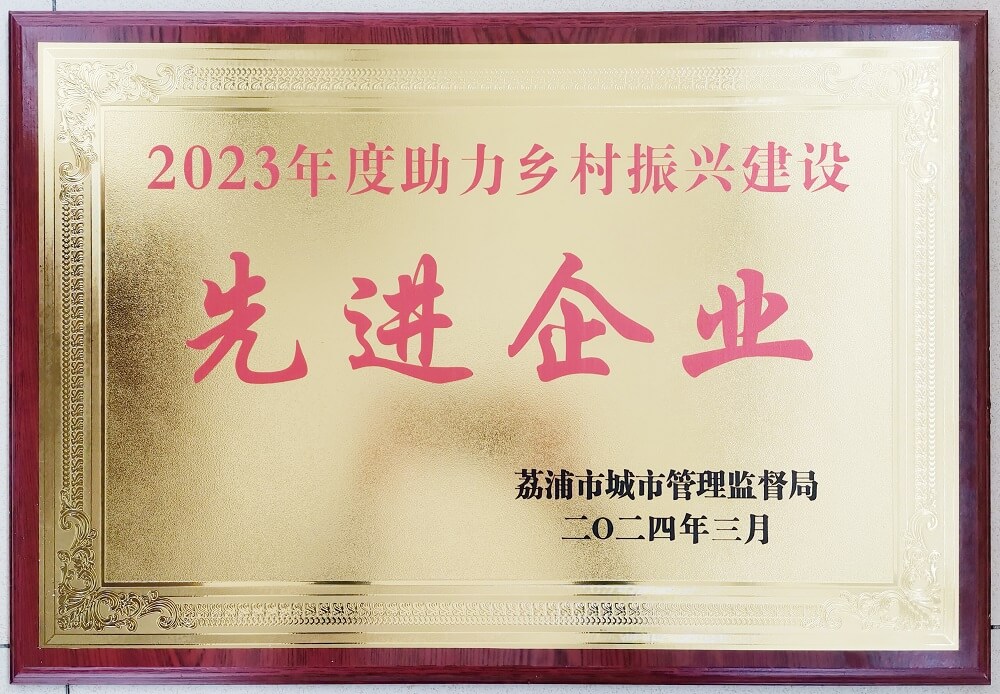 2023年度助力乡村振兴建设
先进企业
荔浦市城市管理监督局
二〇二四年三月